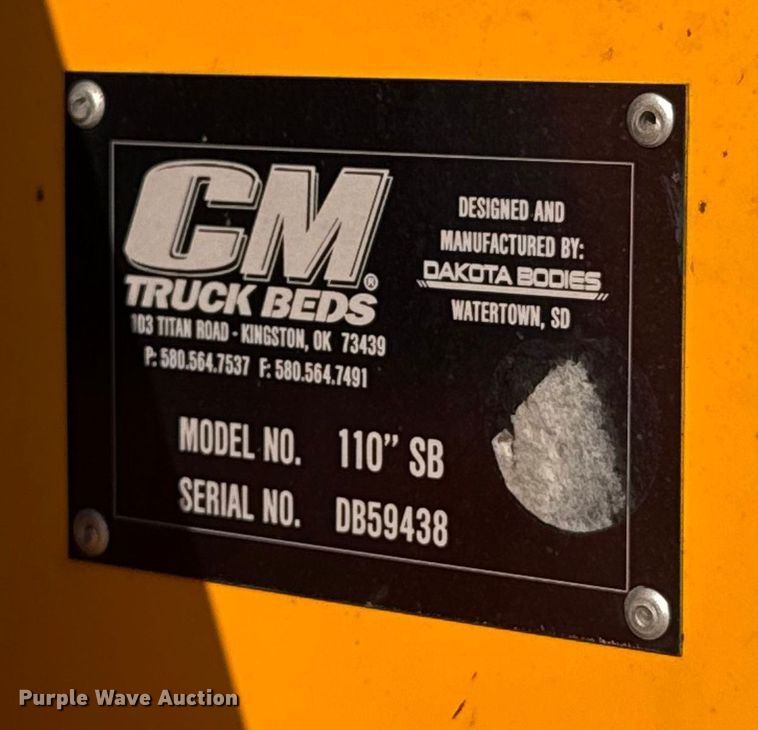 CM®
TRUCK BEDS
103 TITAN ROAD - KINGSTON, OK 73439
P: 580.564.7537 F: 580.564.7491
DESIGNED AND
MANUFACTURED BY:
DAKOTA BODIES
WATERTOWN, SD
MODEL NO. 110" SB
SERIAL NO. DB59438
Purple Wave Auction